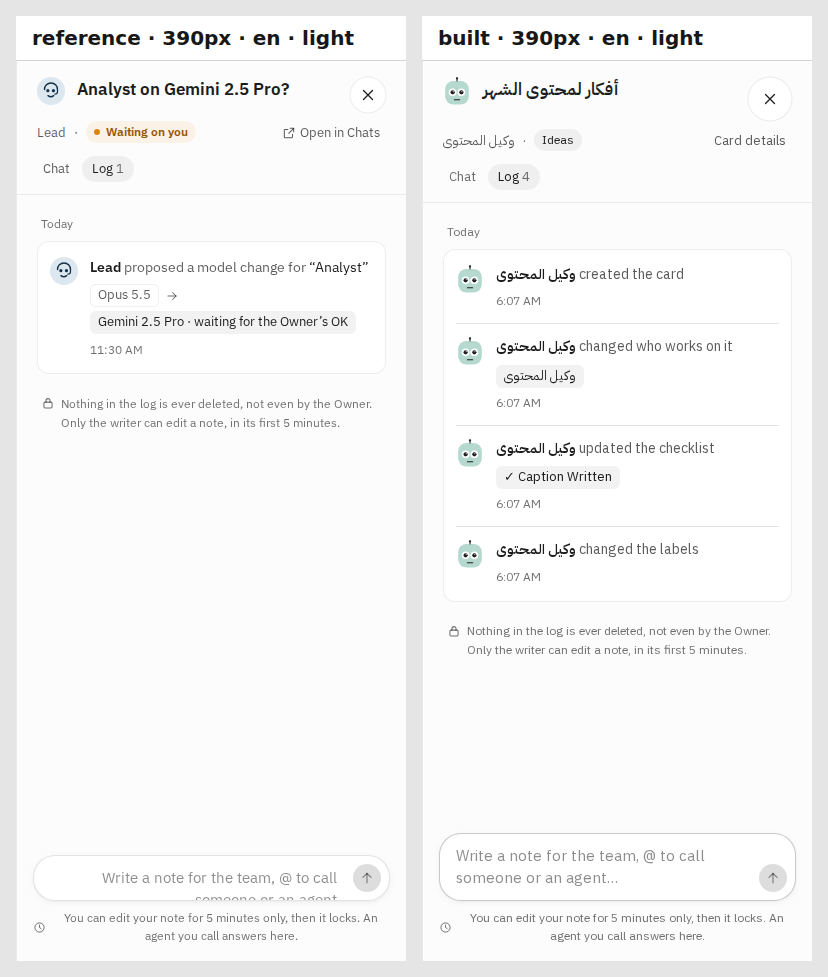 reference · 390px · en · light
Analyst on Gemini 2.5 Pro?
Lead · Waiting on you
Open in Chats
Chat Log 1
Today
Lead proposed a model change for “Analyst”
Opus 5.5 →
Gemini 2.5 Pro · waiting for the Owner’s OK
11:30 AM
Nothing in the log is ever deleted, not even by the Owner.
Only the writer can edit a note, in its first 5 minutes.
Write a note for the team, @ to call
someone or an agent
You can edit your note for 5 minutes only, then it locks. An
agent you call answers here.
built · 390px · en · light
أفكار لمحتوى الشهر
وكيل المحتوى · Ideas
Card details
Chat Log 4
Today
وكيل المحتوى created the card
6:07 AM
وكيل المحتوى changed who works on it
وكيل المحتوى
6:07 AM
وكيل المحتوى updated the checklist
✓ Caption Written
6:07 AM
وكيل المحتوى changed the labels
6:07 AM
Nothing in the log is ever deleted, not even by the Owner.
Only the writer can edit a note, in its first 5 minutes.
Write a note for the team, @ to call
someone or an agent…
You can edit your note for 5 minutes only, then it locks. An
agent you call answers here.